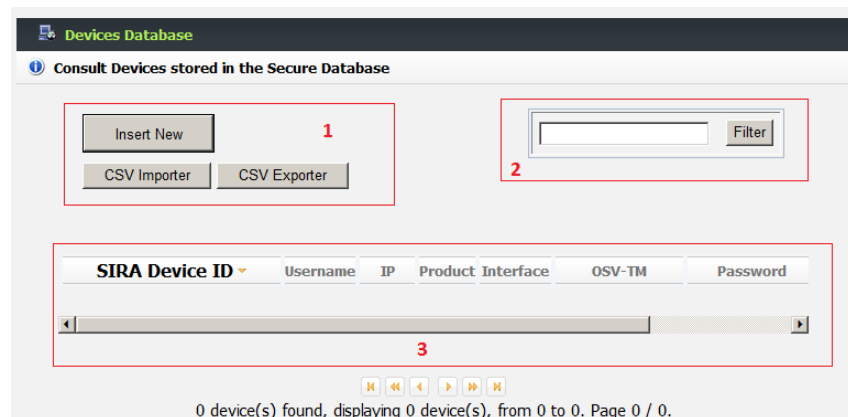 Devices Database
Consult Devices stored in the Secure Database
Insert New
1
CSV Importer CSV Exporter
Filter
2
SIRA Device ID Username IP Product Interface OSV-TM Password
3
0 device(s) found, displaying 0 device(s), from 0 to 0. Page 0 / 0.